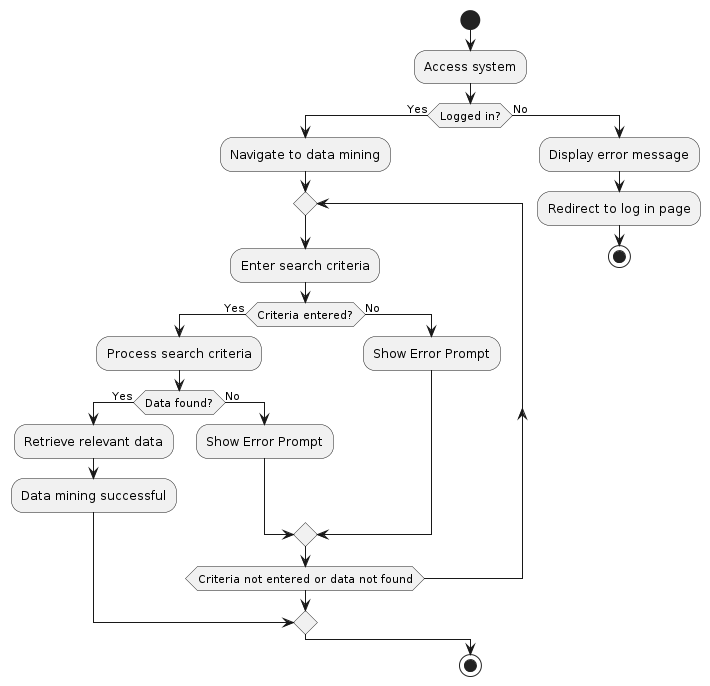 Access system
Yes
Logged in?
No
Navigate to data mining
Display error message
Redirect to log in page
Enter search criteria
Yes
Criteria entered?
No
Process search criteria
Show Error Prompt
Yes
Data found?
No
Retrieve relevant data
Show Error Prompt
Data mining successful
Criteria not entered or data not found